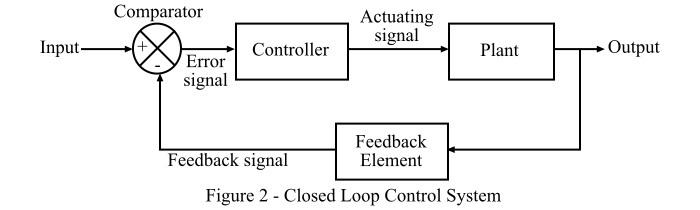 Comparator
Input
+
-
Error
signal
Controller
Actuating
signal
Plant
Output
Feedback
Element
Feedback signal
Figure 2 - Closed Loop Control System